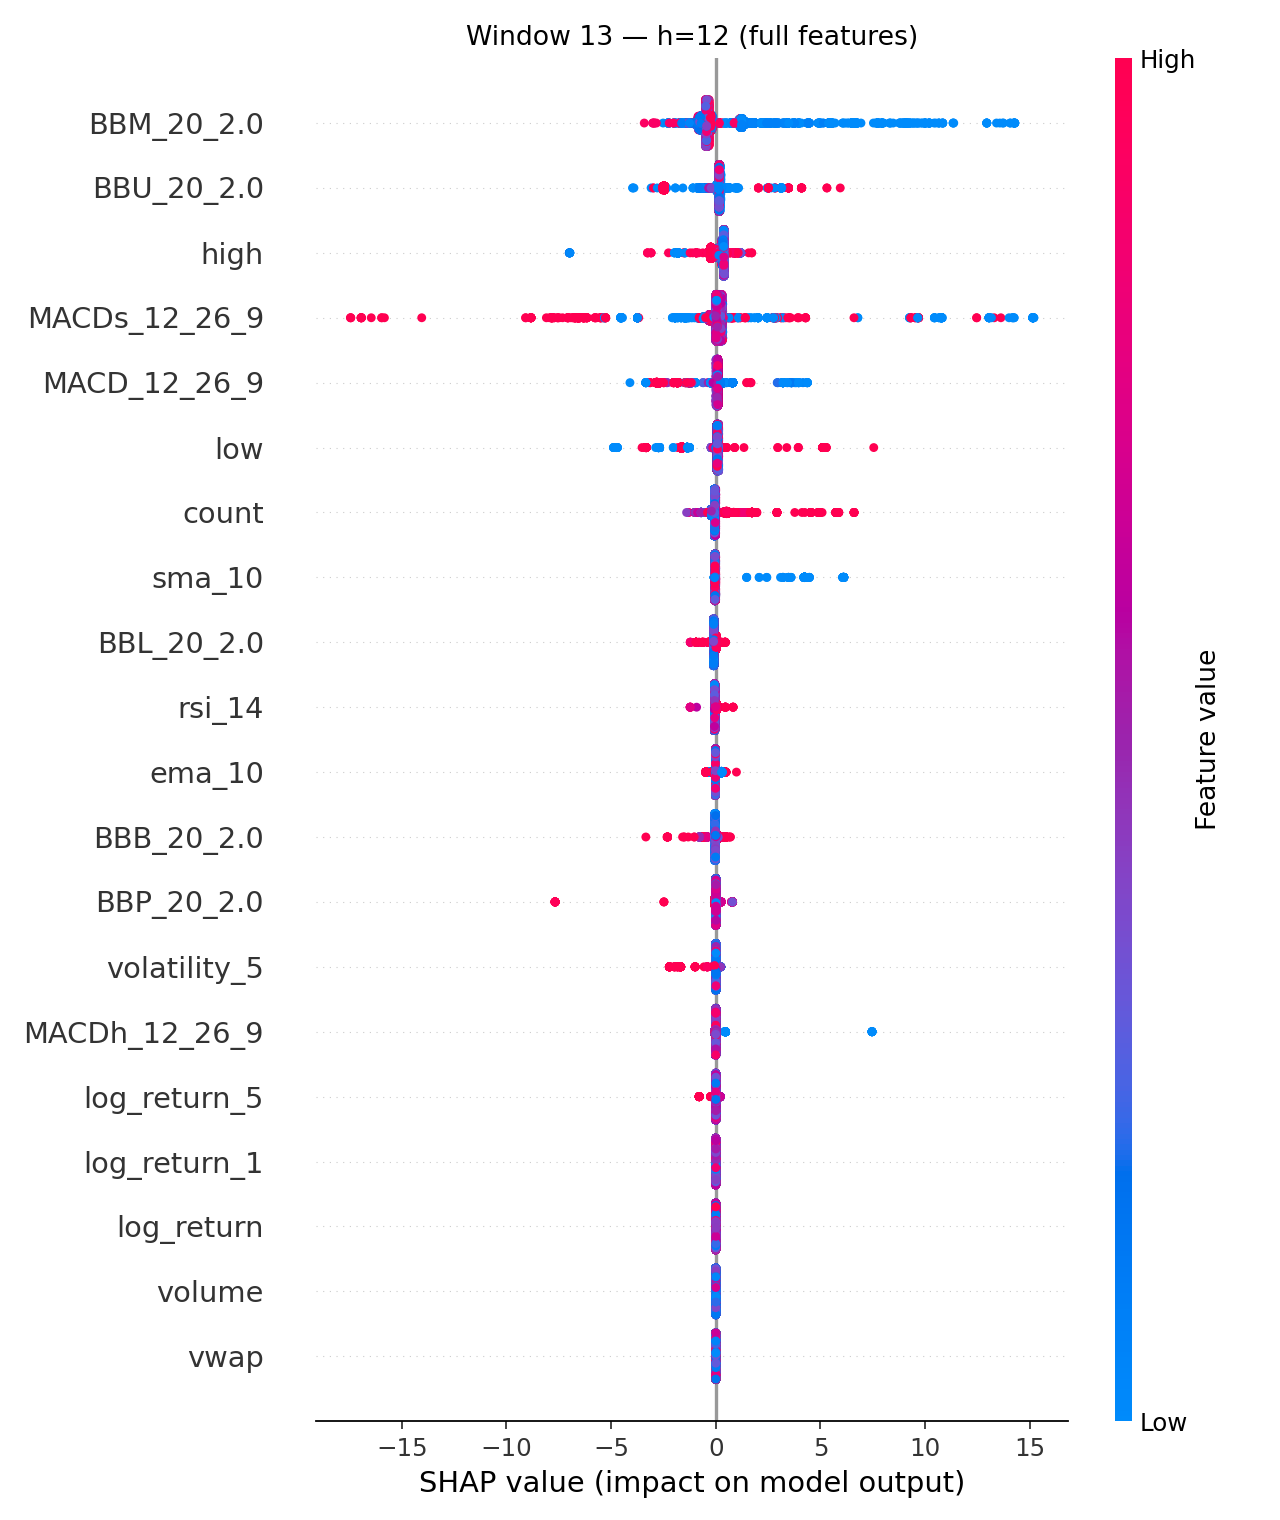 Window 13 — h=12 (full features)
High
BBM_20_2.0
BBU_20_2.0
high
MACDs_12_26_9
MACD_12_26_9
low
count
sma_10
BBL_20_2.0
rsi_14
ema_10
BBB_20_2.0
BBP_20_2.0
volatility_5
MACDh_12_26_9
log_return_5
log_return_1
log_return
volume
vwap
Feature value
Low
−15 −10 −5 0 5 10 15
SHAP value (impact on model output)